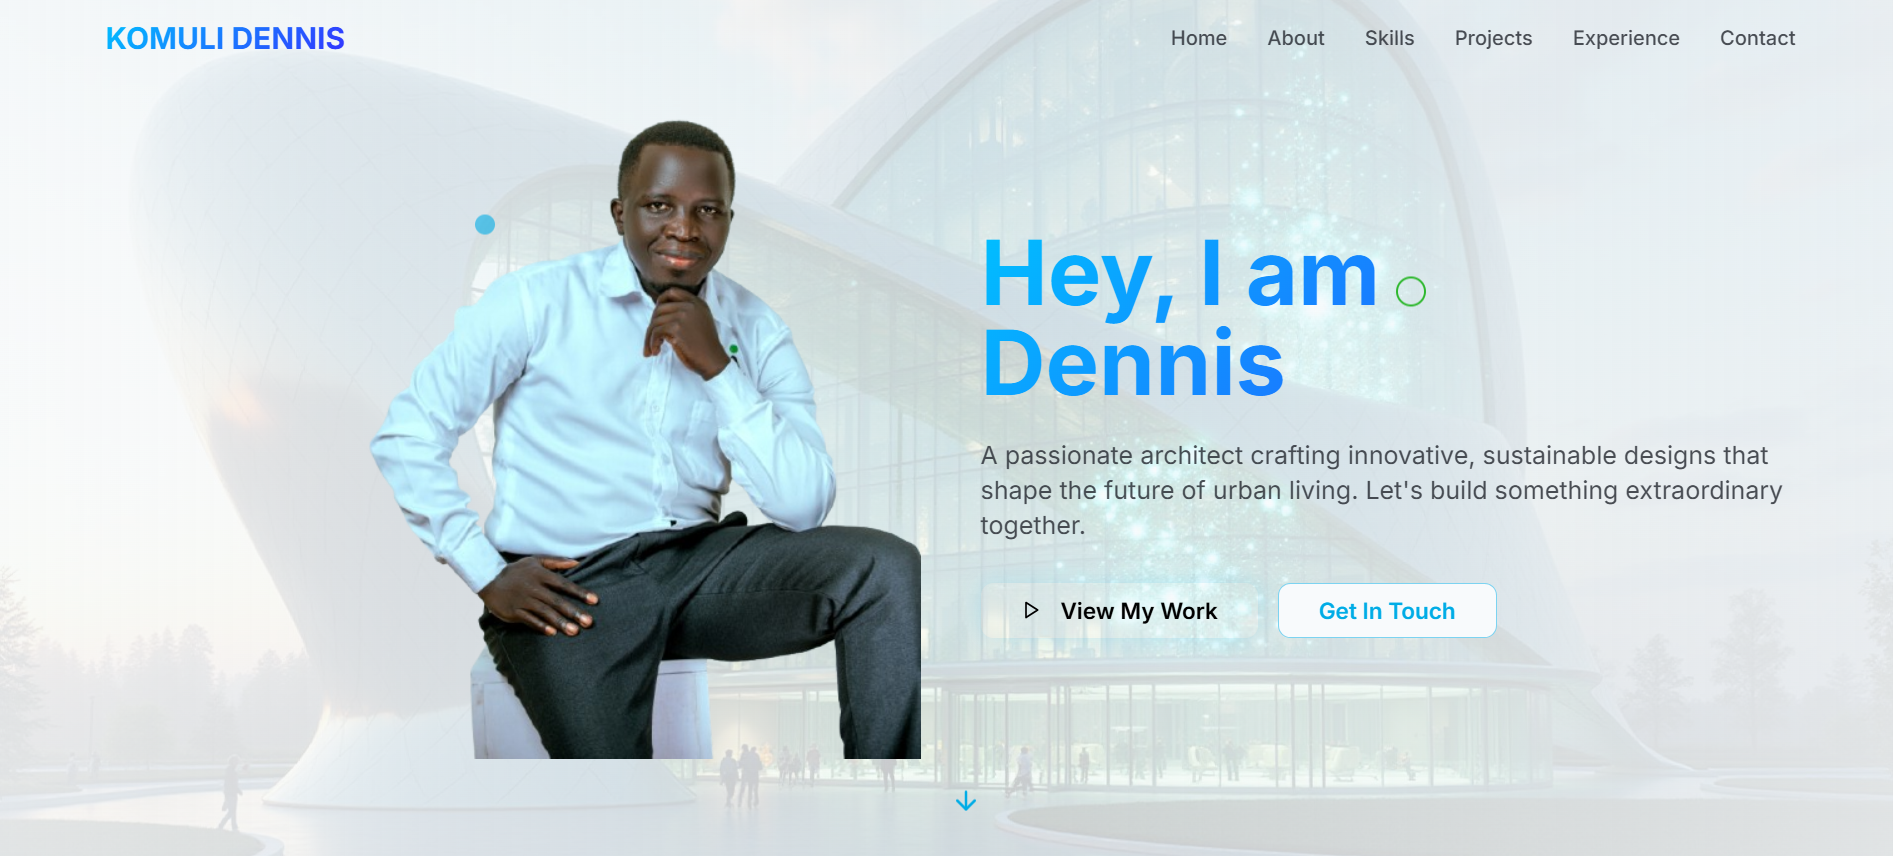 KOMULI DENNIS
Home About Skills Projects Experience Contact
Hey, I am
Dennis
A passionate architect crafting innovative, sustainable designs that
shape the future of urban living. Let's build something extraordinary
together.
View My Work
Get In Touch